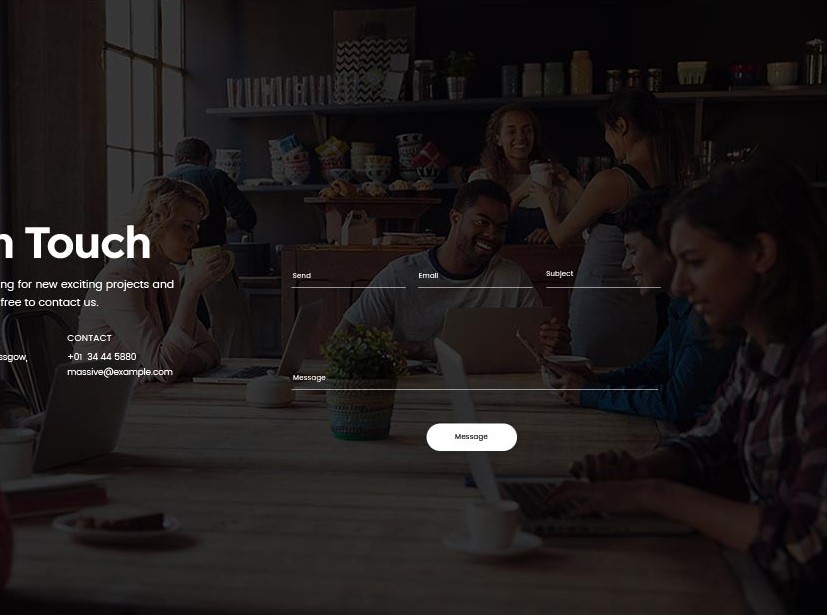 n Touch
ng for new exciting projects and
free to contact us.
CONTACT
ssgow,
+01 34 44 5880
massive@example.com
Send
Email
Subject
Message
Message